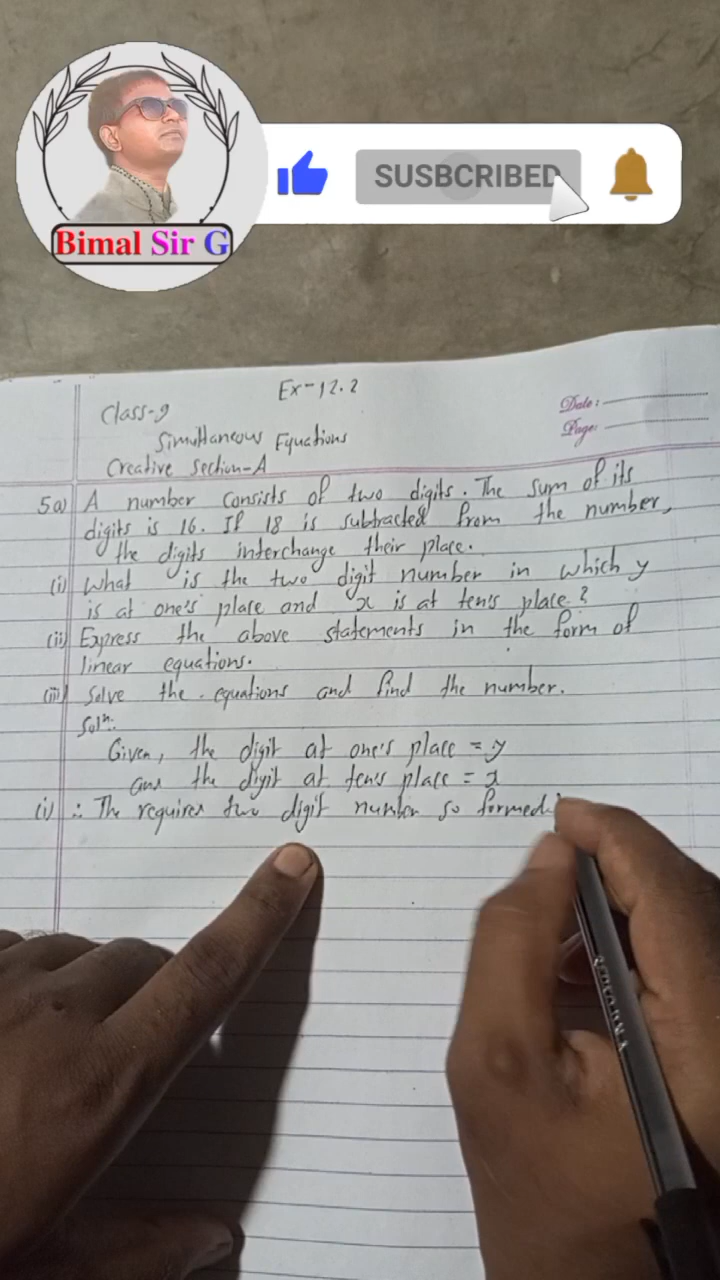 SUSBCRIBED
Bimal Sir G
Ex-12.2
Class-9
Date:
Page:
Simultaneous Equations
Creative Section-A
5a) A number consists of two digits. The sum of its
digits is 16. If 18 is subtracted from the number,
the digits interchange their place.
(i) What is the two digit number in which y
is at one's place and x is at ten's place?
(ii) Express the above statements in the form of
linear equations.
(iii) Solve the equations and find the number.
Solⁿ:
Given, the digit at one's place = y
and the digit at ten's place = x
(i) ∴ The required two digit number so formed